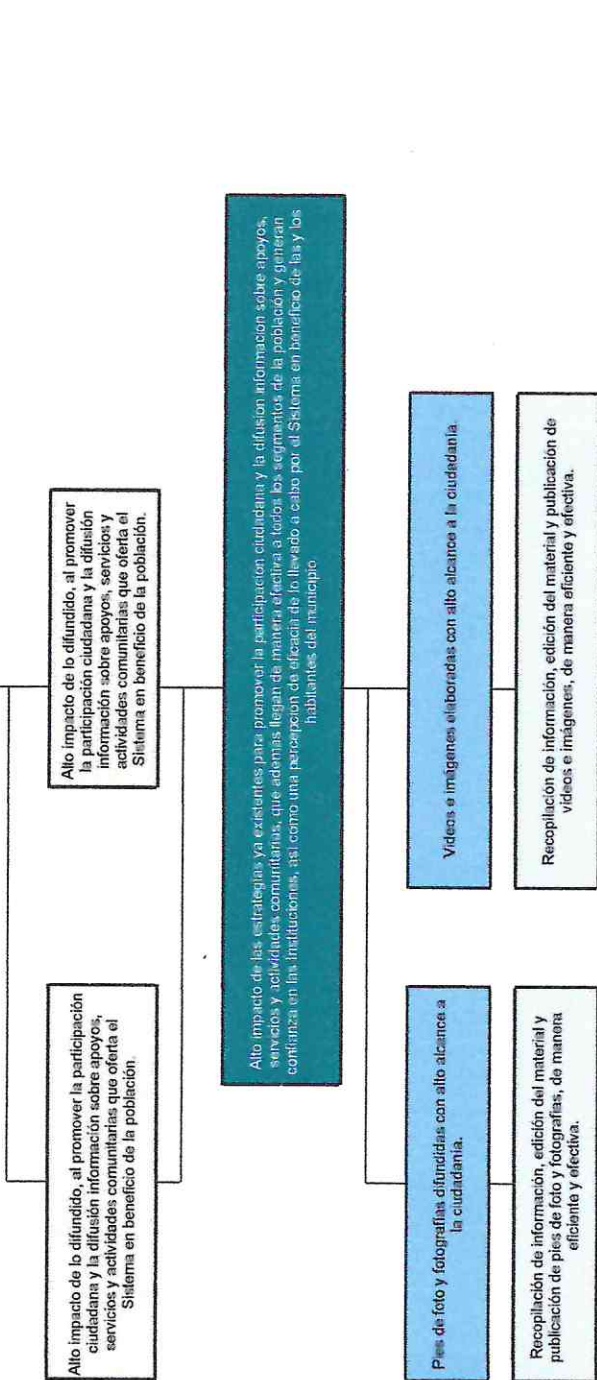 Alto impacto de lo difundido, al promover la participación
ciudadana y la difusión información sobre apoyos,
servicios y actividades comunitarias que oferta el
Sistema en beneficio de la población.
Alto impacto de lo difundido, al promover
la participación ciudadana y la difusión
información sobre apoyos, servicios y
actividades comunitarias que oferta el
Sistema en beneficio de la población.
Alto impacto de las estrategias ya existentes para promover la participación ciudadana y la difusión información sobre apoyos,
servicios y actividades comunitarias, que además llegan de manera efectiva a todos los segmentos de la población y generan
confianza en las Instituciones, así como una percepción de eficacia de lo llevado a cabo por el Sistema en beneficio de las y los
habitantes del municipio
Pies de foto y fotografías difundidas con alto alcance a
la ciudadanía.
Videos e imágenes elaboradas con alto alcance a la ciudadanía.
Recopilación de información, edición del material y
publicación de pies de foto y fotografías, de manera
eficiente y efectiva.
Recopilación de información, edición del material y publicación de
videos e imágenes, de manera eficiente y efectiva.